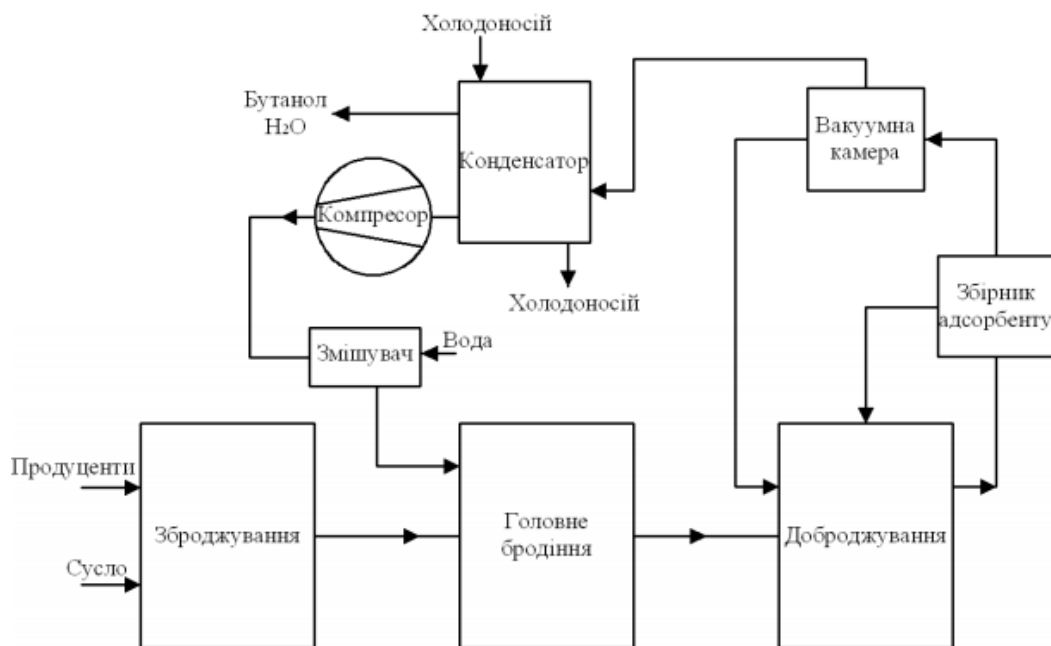 Холодоносій
Бутанол
H₂O
Конденсатор
Вакуумна
камера
Компресор
Холодоносій
Збірник
адсорбенту
Змішувач
Вода
Продуценти
Сусло
Зброджування
Головне
бродіння
Доброджування